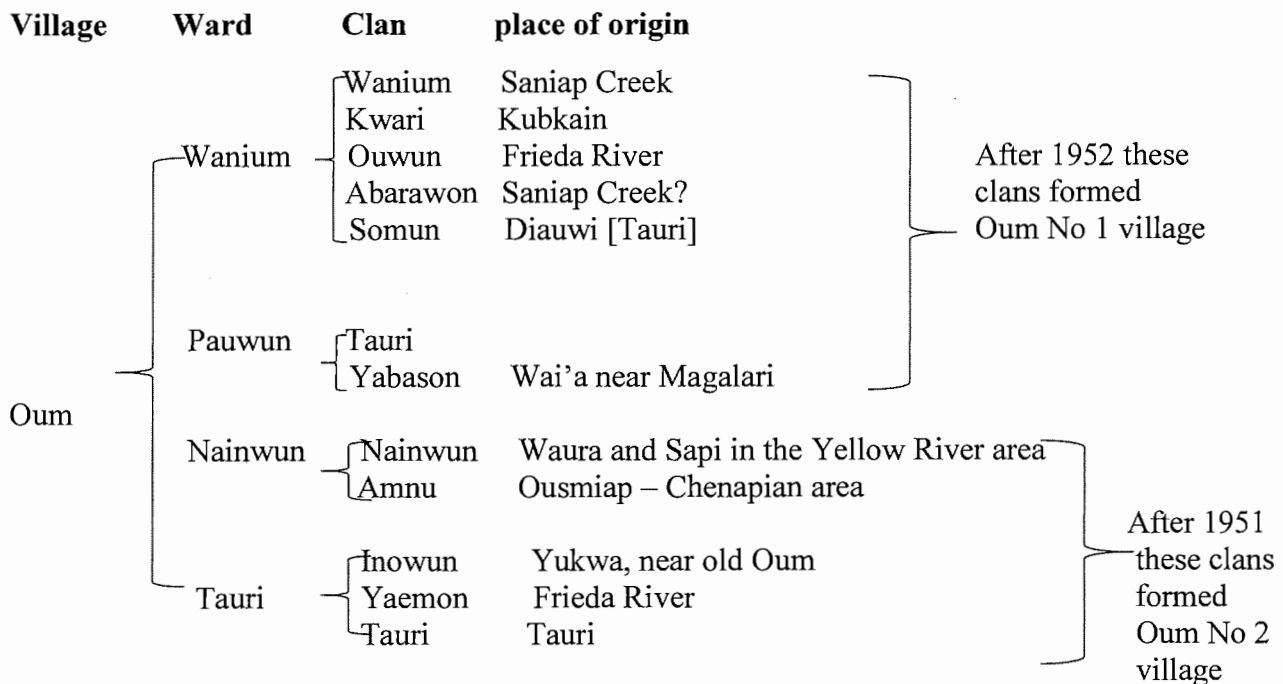 Village Ward Clan place of origin
Wanium Saniap Creek
Kwari Kubkain
Wanium Ouwun Frieda River
Abarawon Saniap Creek?
Somun Diauwi [Tauri]
After 1952 these
clans formed
Oum No 1 village
Pauwun Tauri
Yabason Wai'a near Magalari
Oum
Nainwun Nainwun Waura and Sapi in the Yellow River area
Amnu Ousmiap – Chenapian area
Inowun Yukwa, near old Oum
Tauri Yaemon Frieda River
Tauri Tauri
After 1951
these clans
formed
Oum No 2
village